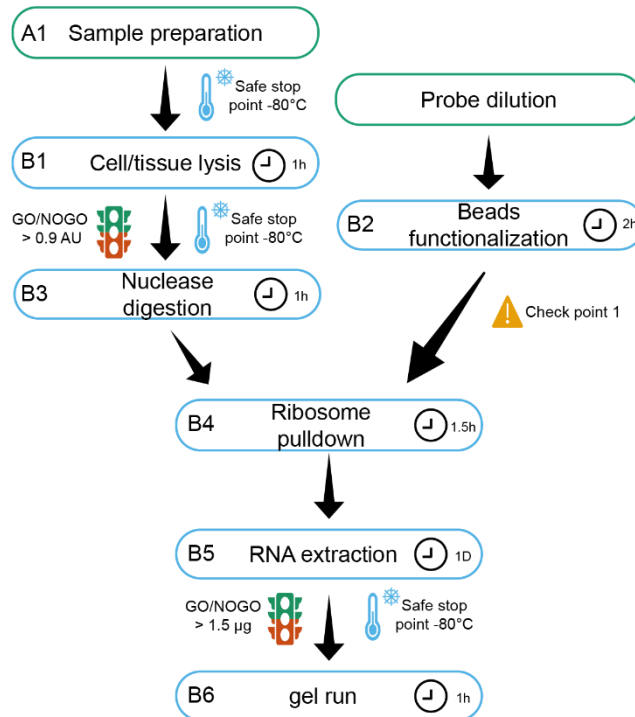 A1 Sample preparation
Safe stop
point -80°C
Probe dilution
B1 Cell/tissue lysis 1h
GO/NOGO
> 0.9 AU
Safe stop
point -80°C
B2 Beads
functionalization 2h
B3 Nuclease
digestion 1h
Check point 1
B4 Ribosome
pulldown 1.5h
B5 RNA extraction 1D
GO/NOGO
> 1.5 µg
Safe stop
point -80°C
B6 gel run 1h